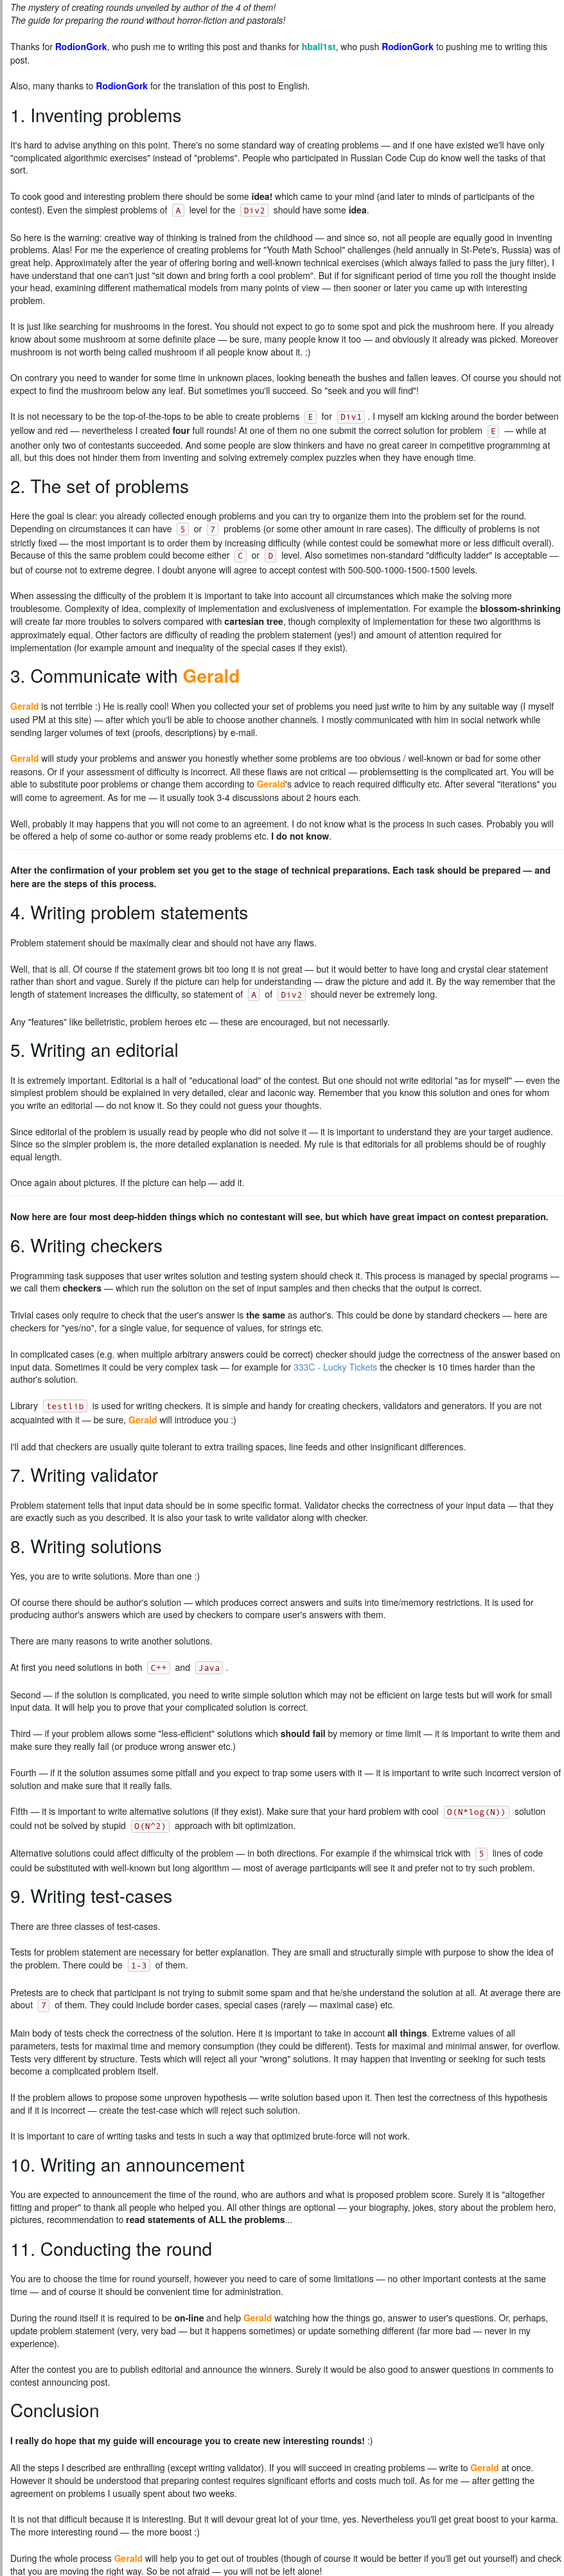 The mystery of creating rounds unveiled by author of the 4 of them!
The guide for preparing the round without horror-fiction and pastorals!
Thanks for RodionGork, who push me to writing this post and thanks for hball1st, who push RodionGork to pushing me to writing this
post.
Also, many thanks to RodionGork for the translation of this post to English.
1. Inventing problems
It's hard to advise anything on this point. There's no some standard way of creating problems — and if one have existed we'll have only
"complicated algorithmic exercises" instead of "problems". People who participated in Russian Code Cup do know well the tasks of that
sort.
To cook good and interesting problem there should be some idea! which came to your mind (and later to minds of participants of the
contest). Even the simplest problems of A level for the Div2 should have some idea.
So here is the warning: creative way of thinking is trained from the childhood — and since so, not all people are equally good in inventing
problems. Alas! For me the experience of creating problems for "Youth Math School" challenges (held annually in St-Pete's, Russia) was of
great help. Approximately after the year of offering boring and well-known technical exercises (which always failed to pass the jury filter), I
have understand that one can't just "sit down and bring forth a cool problem". But if for significant period of time you roll the thought inside
your head, examining different mathematical models from many points of view — then sooner or later you came up with interesting
problem.
It is just like searching for mushrooms in the forest. You should not expect to go to some spot and pick the mushroom here. If you already
know about some mushroom at some definite place — be sure, many people know it too — and obviously it already was picked. Moreover
mushroom is not worth being called mushroom if all people know about it. :)
On contrary you need to wander for some time in unknown places, looking beneath the bushes and fallen leaves. Of course you should not
expect to find the mushroom below any leaf. But sometimes you'll succeed. So "seek and you will find"!
It is not necessary to be the top-of-the-tops to be able to create problems E for Div1 . I myself am kicking around the border between
yellow and red — nevertheless I created four full rounds! At one of them no one submit the correct solution for problem E — while at
another only two of contestants succeeded. And some people are slow thinkers and have no great career in competitive programming at
all, but this does not hinder them from inventing and solving extremely complex puzzles when they have enough time.
2. The set of problems
Here the goal is clear: you already collected enough problems and you can try to organize them into the problem set for the round.
Depending on circumstances it can have 5 or 7 problems (or some other amount in rare cases). The difficulty of problems is not
strictly fixed — the most important is to order them by increasing difficulty (while contest could be somewhat more or less difficult overall).
Because of this the same problem could become either C or D level. Also sometimes non-standard "difficulty ladder" is acceptable —
but of course not to extreme degree. I doubt anyone will agree to accept contest with 500-500-1000-1500-1500 levels.
When assessing the difficulty of the problem it is important to take into account all circumstances which make the solving more
troublesome. Complexity of idea, complexity of implementation and exclusiveness of implementation. For example the blossom-shrinking
will create far more troubles to solvers compared with cartesian tree, though complexity of implementation for these two algorithms is
approximately equal. Other factors are difficulty of reading the problem statement (yes!) and amount of attention required for
implementation (for example amount and inequality of the special cases if they exist).
3. Communicate with Gerald
Gerald is not terrible :) He is really cool! When you collected your set of problems you need just write to him by any suitable way (I myself
used PM at this site) — after which you'll be able to choose another channels. I mostly communicated with him in social network while
sending larger volumes of text (proofs, descriptions) by e-mail.
Gerald will study your problems and answer you honestly whether some problems are too obvious / well-known or bad for some other
reasons. Or if your assessment of difficulty is incorrect. All these flaws are not critical — problemsetting is the complicated art. You will be
able to substitute poor problems or change them according to Gerald's advice to reach required difficulty etc. After several "iterations" you
will come to agreement. As for me — it usually took 3-4 discussions about 2 hours each.
Well, probably it may happens that you will not come to an agreement. I do not know what is the process in such cases. Probably you will
be offered a help of some co-author or some ready problems etc. I do not know.
After the confirmation of your problem set you get to the stage of technical preparations. Each task should be prepared — and
here are the steps of this process.
4. Writing problem statements
Problem statement should be maximally clear and should not have any flaws.
Well, that is all. Of course if the statement grows bit too long it is not great — but it would better to have long and crystal clear statement
rather than short and vague. Surely if the picture can help for understanding — draw the picture and add it. By the way remember that the
length of statement increases the difficulty, so statement of A of Div2 should never be extremely long.
Any "features" like belletristic, problem heroes etc — these are encouraged, but not necessarily.
5. Writing an editorial
It is extremely important. Editorial is a half of "educational load" of the contest. But one should not write editorial "as for myself" — even the
simplest problem should be explained in very detailed, clear and laconic way. Remember that you know this solution and ones for whom
you write an editorial — do not know it. So they could not guess your thoughts.
Since editorial of the problem is usually read by people who did not solve it — it is important to understand they are your target audience.
Since so the simpler problem is, the more detailed explanation is needed. My rule is that editorials for all problems should be of roughly
equal length.
Once again about pictures. If the picture can help — add it.
Now here are four most deep-hidden things which no contestant will see, but which have great impact on contest preparation.
6. Writing checkers
Programming task supposes that user writes solution and testing system should check it. This process is managed by special programs —
we call them checkers — which run the solution on the set of input samples and then checks that the output is correct.
Trivial cases only require to check that the user's answer is the same as author's. This could be done by standard checkers — here are
checkers for "yes/no", for a single value, for sequence of values, for strings etc.
In complicated cases (e.g. when multiple arbitrary answers could be correct) checker should judge the correctness of the answer based on
input data. Sometimes it could be very complex task — for example for 333C - Lucky Tickets the checker is 10 times harder than the
author's solution.
Library testlib is used for writing checkers. It is simple and handy for creating checkers, validators and generators. If you are not
acquainted with it — be sure, Gerald will introduce you :)
I'll add that checkers are usually quite tolerant to extra trailing spaces, line feeds and other insignificant differences.
7. Writing validator
Problem statement tells that input data should be in some specific format. Validator checks the correctness of your input data — that they
are exactly such as you described. It is also your task to write validator along with checker.
8. Writing solutions
Yes, you are to write solutions. More than one :)
Of course there should be author's solution — which produces correct answers and suits into time/memory restrictions. It is used for
producing author's answers which are used by checkers to compare user's answers with them.
There are many reasons to write another solutions.
At first you need solutions in both C++ and Java .
Second — if the solution is complicated, you need to write simple solution which may not be efficient on large tests but will work for small
input data. It will help you to prove that your complicated solution is correct.
Third — if your problem allows some "less-efficient" solutions which should fail by memory or time limit — it is important to write them and
make sure they really fail (or produce wrong answer etc.)
Fourth — if it the solution assumes some pitfall and you expect to trap some users with it — it is important to write such incorrect version of
solution and make sure that it really fails.
Fifth — it is important to write alternative solutions (if they exist). Make sure that your hard problem with cool O(N*log(N)) solution
could not be solved by stupid O(N^2) approach with bit optimization.
Alternative solutions could affect difficulty of the problem — in both directions. For example if the whimsical trick with 5 lines of code
could be substituted with well-known but long algorithm — most of average participants will see it and prefer not to try such problem.
9. Writing test-cases
There are three classes of test-cases.
Tests for problem statement are necessary for better explanation. They are small and structurally simple with purpose to show the idea of
the problem. There could be 1-3 of them.
Pretests are to check that participant is not trying to submit some spam and that he/she understand the solution at all. At average there are
about 7 of them. They could include border cases, special cases (rarely — maximal case) etc.
Main body of tests check the correctness of the solution. Here it is important to take in account all things. Extreme values of all
parameters, tests for maximal time and memory consumption (they could be different). Tests for maximal and minimal answer, for overflow.
Tests very different by structure. Tests which will reject all your "wrong" solutions. It may happen that inventing or seeking for such tests
become a complicated problem itself.
If the problem allows to propose some unproven hypothesis — write solution based upon it. Then test the correctness of this hypothesis
and if it is incorrect — create the test-case which will reject such solution.
It is important to care of writing tasks and tests in such a way that optimized brute-force will not work.
10. Writing an announcement
You are expected to announcement the time of the round, who are authors and what is proposed problem score. Surely it is "altogether
fitting and proper" to thank all people who helped you. All other things are optional — your biography, jokes, story about the problem hero,
pictures, recommendation to read statements of ALL the problems...
11. Conducting the round
You are to choose the time for round yourself, however you need to care of some limitations — no other important contests at the same
time — and of course it should be convenient time for administration.
During the round itself it is required to be on-line and help Gerald watching how the things go, answer to user's questions. Or, perhaps,
update problem statement (very, very bad — but it happens sometimes) or update something different (far more bad — never in my
experience).
After the contest you are to publish editorial and announce the winners. Surely it would be also good to answer questions in comments to
contest announcing post.
Conclusion
I really do hope that my guide will encourage you to create new interesting rounds! :)
All the steps I described are enthralling (except writing validator). If you will succeed in creating problems — write to Gerald at once.
However it should be understood that preparing contest requires significant efforts and costs much toil. As for me — after getting the
agreement on problems I usually spent about two weeks.
It is not that difficult because it is interesting. But it will devour great lot of your time, yes. Nevertheless you'll get great boost to your karma.
The more interesting round — the more boost :)
During the whole process Gerald will help you to get out of troubles (though of course it would be better if you'll get out yourself) and check
that you are moving the right way. So be not afraid — you will not be left alone!